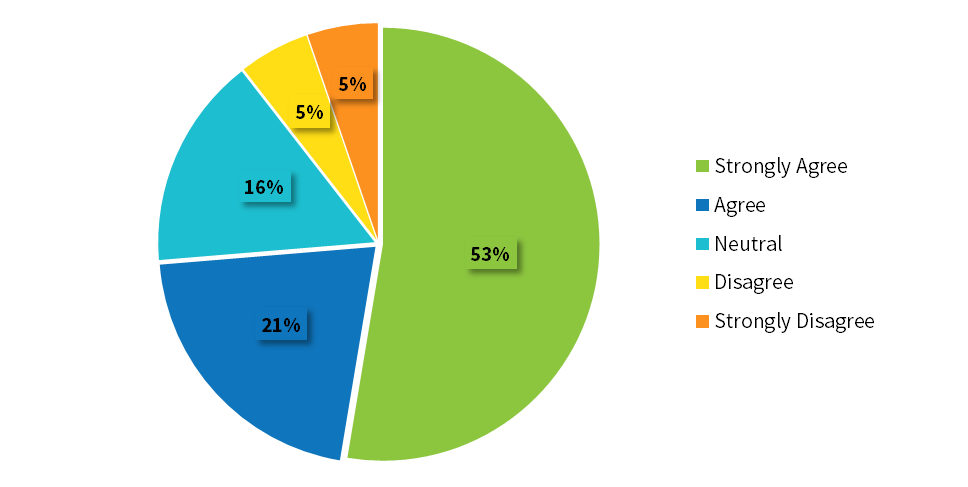 5%
5%
16%
53%
21%
Strongly Agree
Agree
Neutral
Disagree
Strongly Disagree